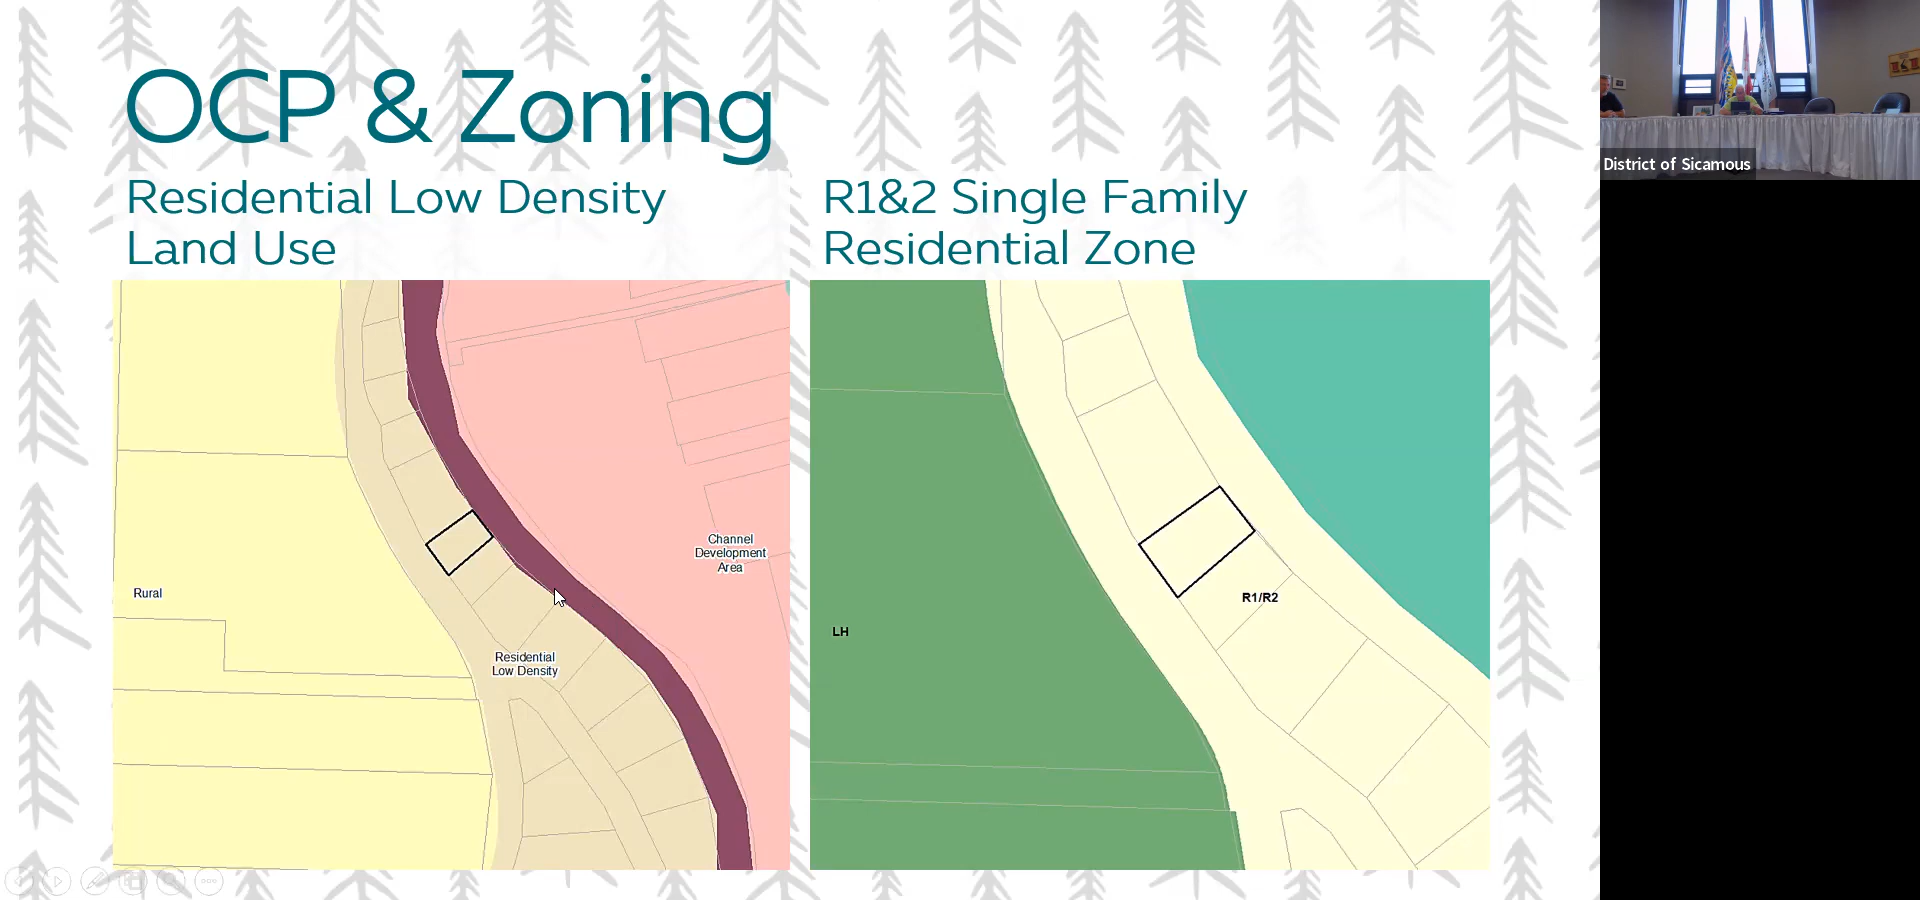 OCP & Zoning
Residential Low Density
Land Use
R1&2 Single Family
Residential Zone
Channel
Development
Area
Rural
Residential
Low Density
LH
R1/R2
District of Sicamous